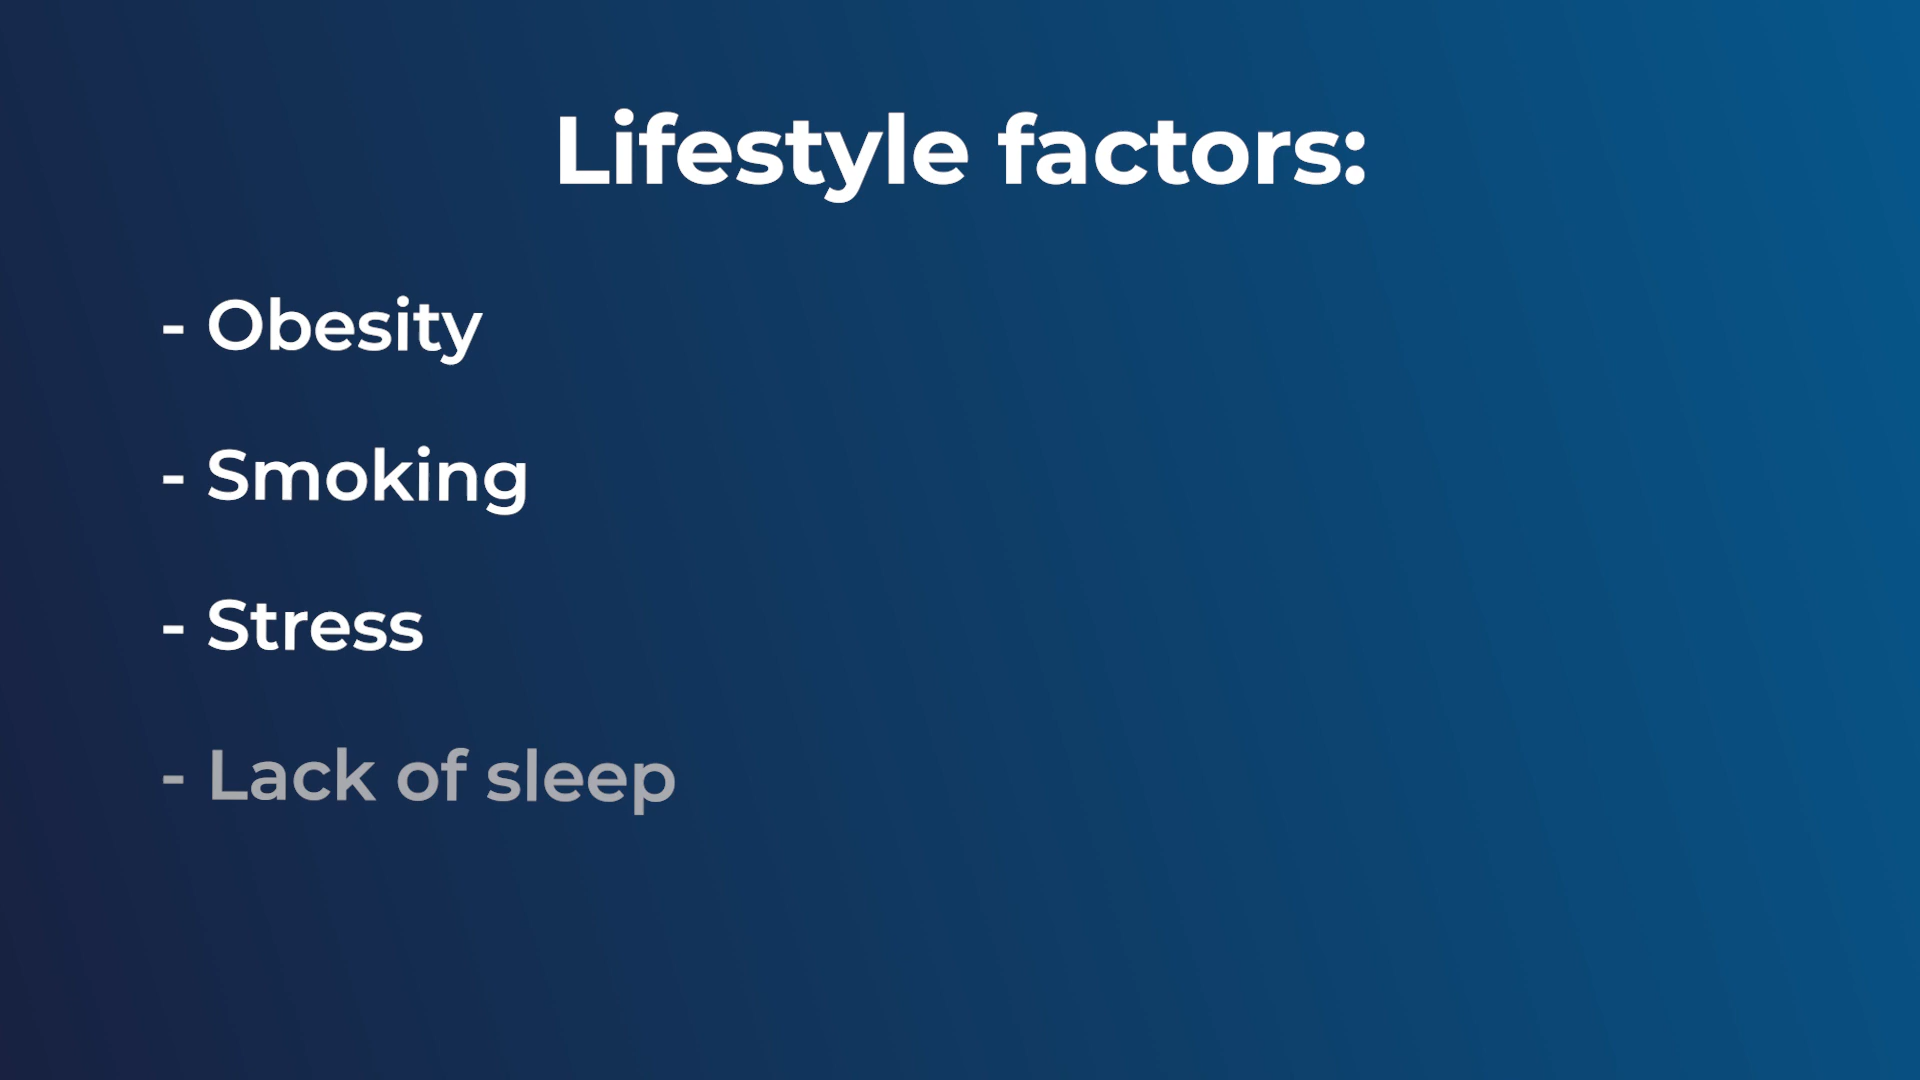 Lifestyle factors:
- Obesity
- Smoking
- Stress
- Lack of sleep